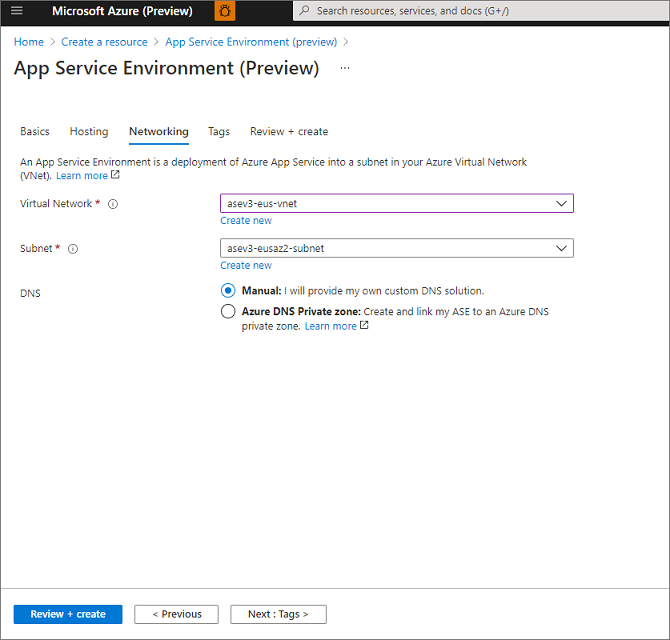 Microsoft Azure (Preview)
Search resources, services, and docs (G+/)
Home > Create a resource > App Service Environment (preview) >
App Service Environment (Preview) ...
Basics Hosting Networking Tags Review + create
An App Service Environment is a deployment of Azure App Service into a subnet in your Azure Virtual Network
(VNet). Learn more
Virtual Network * asev3-eus-vnet
Create new
Subnet * asev3-eusaz2-subnet
Create new
DNS
Manual: I will provide my own custom DNS solution.
Azure DNS Private zone: Create and link my ASE to an Azure DNS
private zone. Learn more
Review + create < Previous Next : Tags >